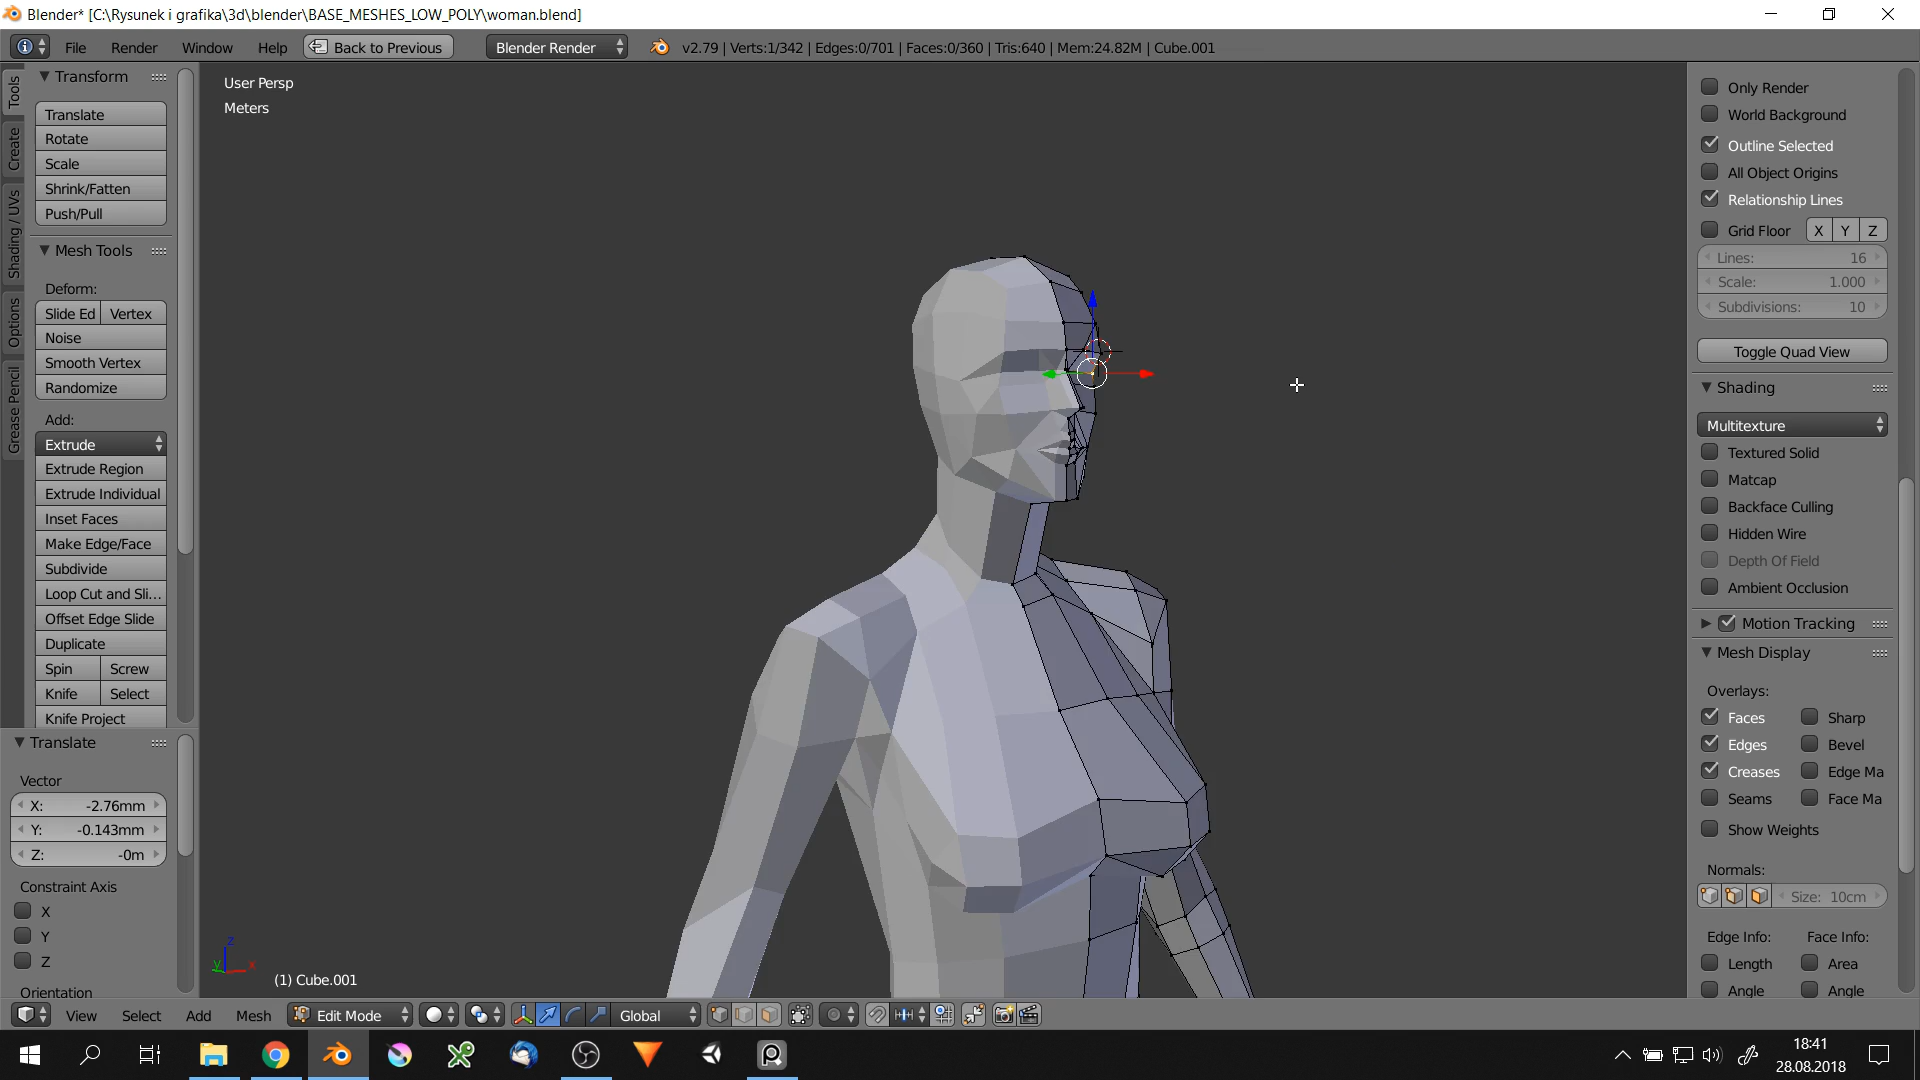 Blender* [C:\Rysunek i grafika\3d\blender\BASE_MESHES_LOW_POLY\woman.blend]
File Render Window Help Back to Previous Blender Render v2.79 | Verts:1/342 | Edges:0/701 | Faces:0/360 | Tris:640 | Mem:24.82M | Cube.001
Tools
Create
Shading / UVs
Options
Grease Pencil
Transform
Translate
Rotate
Scale
Shrink/Fatten
Push/Pull
Mesh Tools
Deform:
Slide Ed Vertex
Noise
Smooth Vertex
Randomize
Add:
Extrude
Extrude Region
Extrude Individual
Inset Faces
Make Edge/Face
Subdivide
Loop Cut and Sli...
Offset Edge Slide
Duplicate
Spin Screw
Knife Select
Knife Project
Translate
Vector
X: -2.76mm
Y: -0.143mm
Z: -0m
Constraint Axis
X
Y
Z
Orientation
User Persp
Meters
z
y x
(1) Cube.001
Only Render
World Background
Outline Selected
All Object Origins
Relationship Lines
Grid Floor X Y Z
Lines: 16
Scale: 1.000
Subdivisions: 10
Toggle Quad View
Shading
Multitexture
Textured Solid
Matcap
Backface Culling
Hidden Wire
Depth Of Field
Ambient Occlusion
Motion Tracking
Mesh Display
Overlays:
Faces Sharp
Edges Bevel
Creases Edge Ma
Seams Face Ma
Show Weights
Normals:
Size: 10cm
Edge Info: Face Info:
Length Area
Angle Angle
View Select Add Mesh Edit Mode Global
18:41
28.08.2018